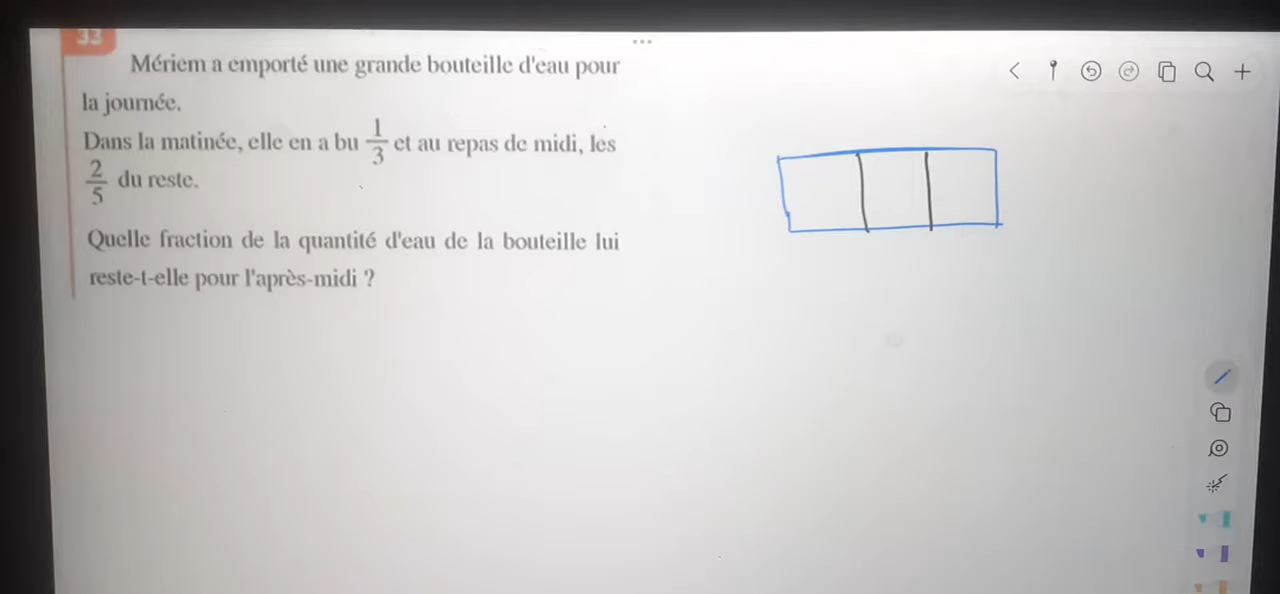 33
Mériem a emporté une grande bouteille d'eau pour
la journée.
Dans la matinée, elle en a bu 1/3 et au repas de midi, les
2/5 du reste.
Quelle fraction de la quantité d'eau de la bouteille lui
reste-t-elle pour l'après-midi ?